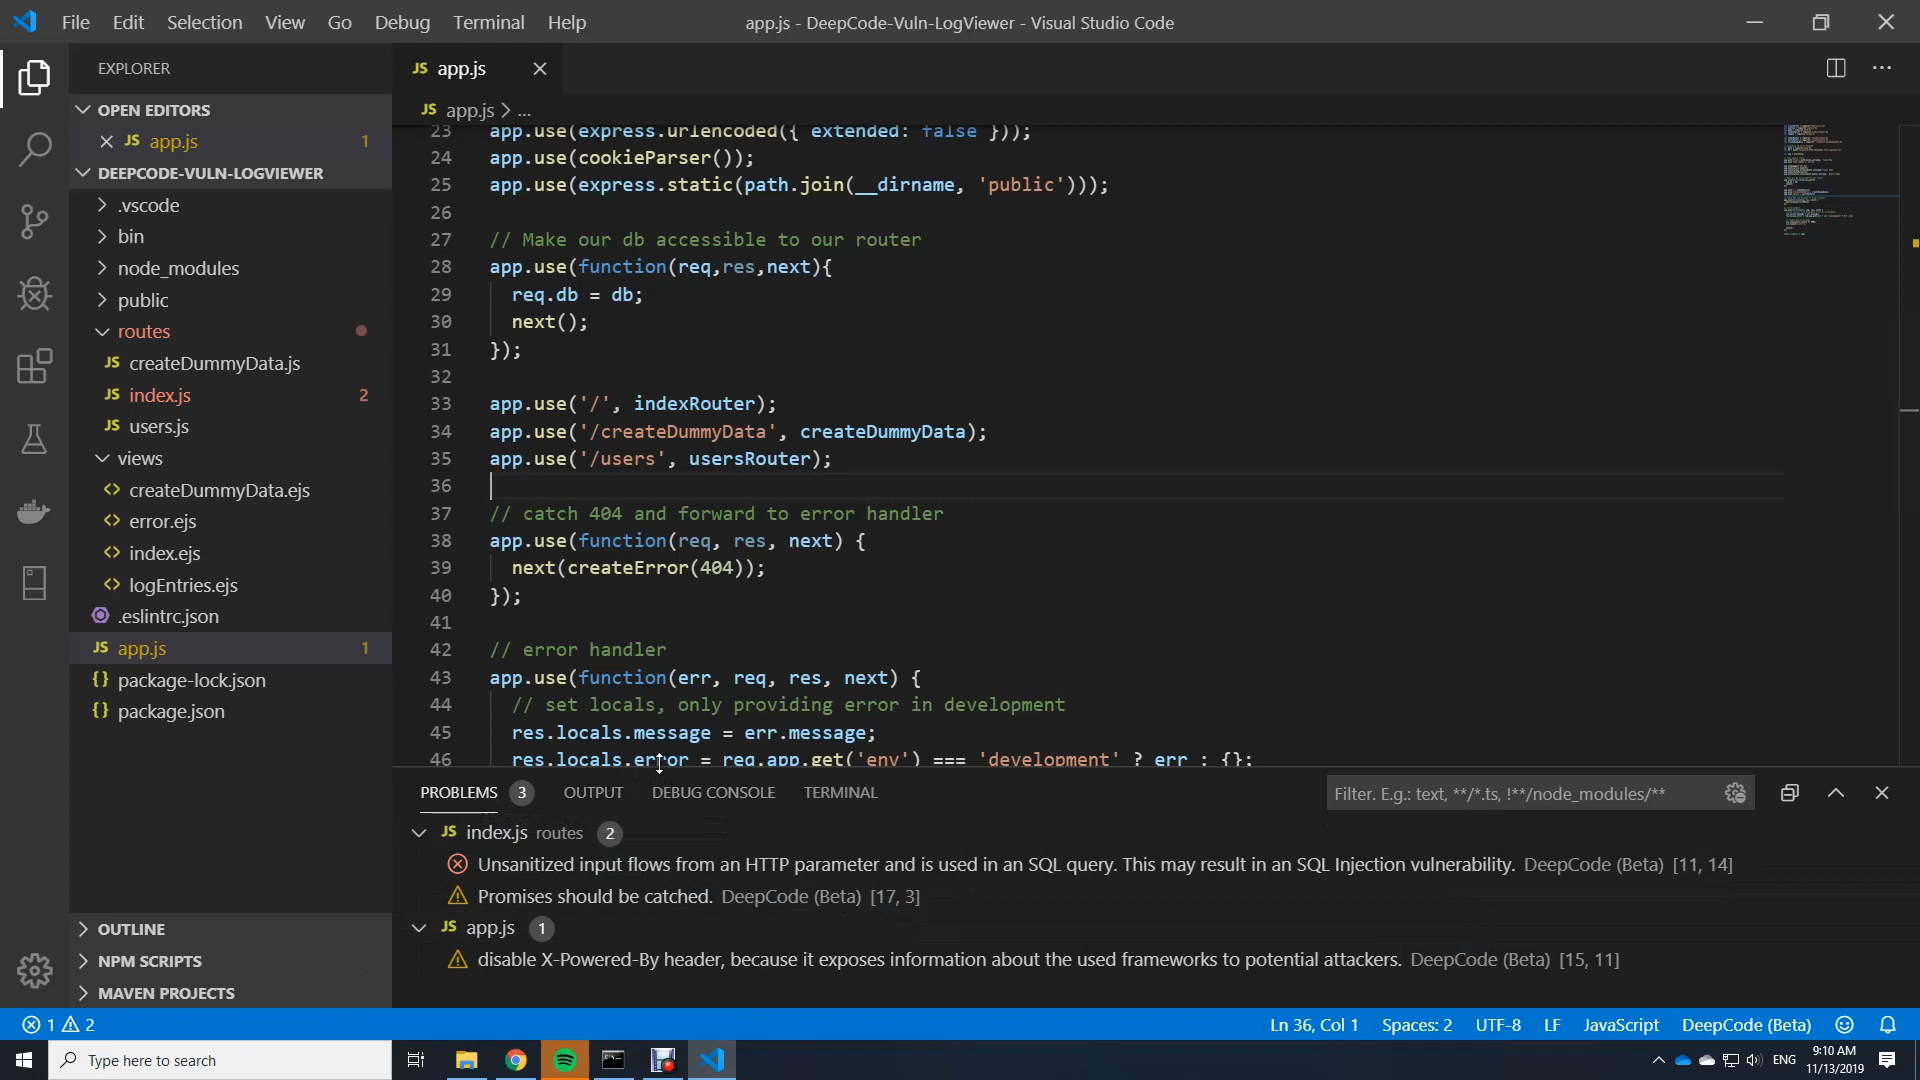 File Edit Selection View Go Debug Terminal Help
app.js - DeepCode-Vuln-LogViewer - Visual Studio Code
EXPLORER
OPEN EDITORS
JS app.js 1
DEEPCODE-VULN-LOGVIEWER
.vscode
bin
node_modules
public
routes
JS createDummyData.js
JS index.js 2
JS users.js
views
<> createDummyData.ejs
<> error.ejs
<> index.ejs
<> logEntries.ejs
.eslintrc.json
JS app.js 1
{} package-lock.json
{} package.json
OUTLINE
NPM SCRIPTS
MAVEN PROJECTS
JS app.js
JS app.js > ...
23 app.use(express.urlencoded({ extended: false }));
24 app.use(cookieParser());
25 app.use(express.static(path.join(__dirname, 'public')));
26
27 // Make our db accessible to our router
28 app.use(function(req,res,next){
29 req.db = db;
30 next();
31 });
32
33 app.use('/', indexRouter);
34 app.use('/createDummyData', createDummyData);
35 app.use('/users', usersRouter);
36
37 // catch 404 and forward to error handler
38 app.use(function(req, res, next) {
39 next(createError(404));
40 });
41
42 // error handler
43 app.use(function(err, req, res, next) {
44 // set locals, only providing error in development
45 res.locals.message = err.message;
46 res.locals.error = req.app.get('env') === 'development' ? err : {};
PROBLEMS 3 OUTPUT DEBUG CONSOLE TERMINAL
Filter. E.g.: text, **/*.ts, !**/node_modules/**
JS index.js routes 2
Unsanitized input flows from an HTTP parameter and is used in an SQL query. This may result in an SQL Injection vulnerability. DeepCode (Beta) [11, 14]
Promises should be catched. DeepCode (Beta) [17, 3]
JS app.js 1
disable X-Powered-By header, because it exposes information about the used frameworks to potential attackers. DeepCode (Beta) [15, 11]
1 2
Ln 36, Col 1 Spaces: 2 UTF-8 LF JavaScript DeepCode (Beta)
Type here to search
ENG
9:10 AM
11/13/2019